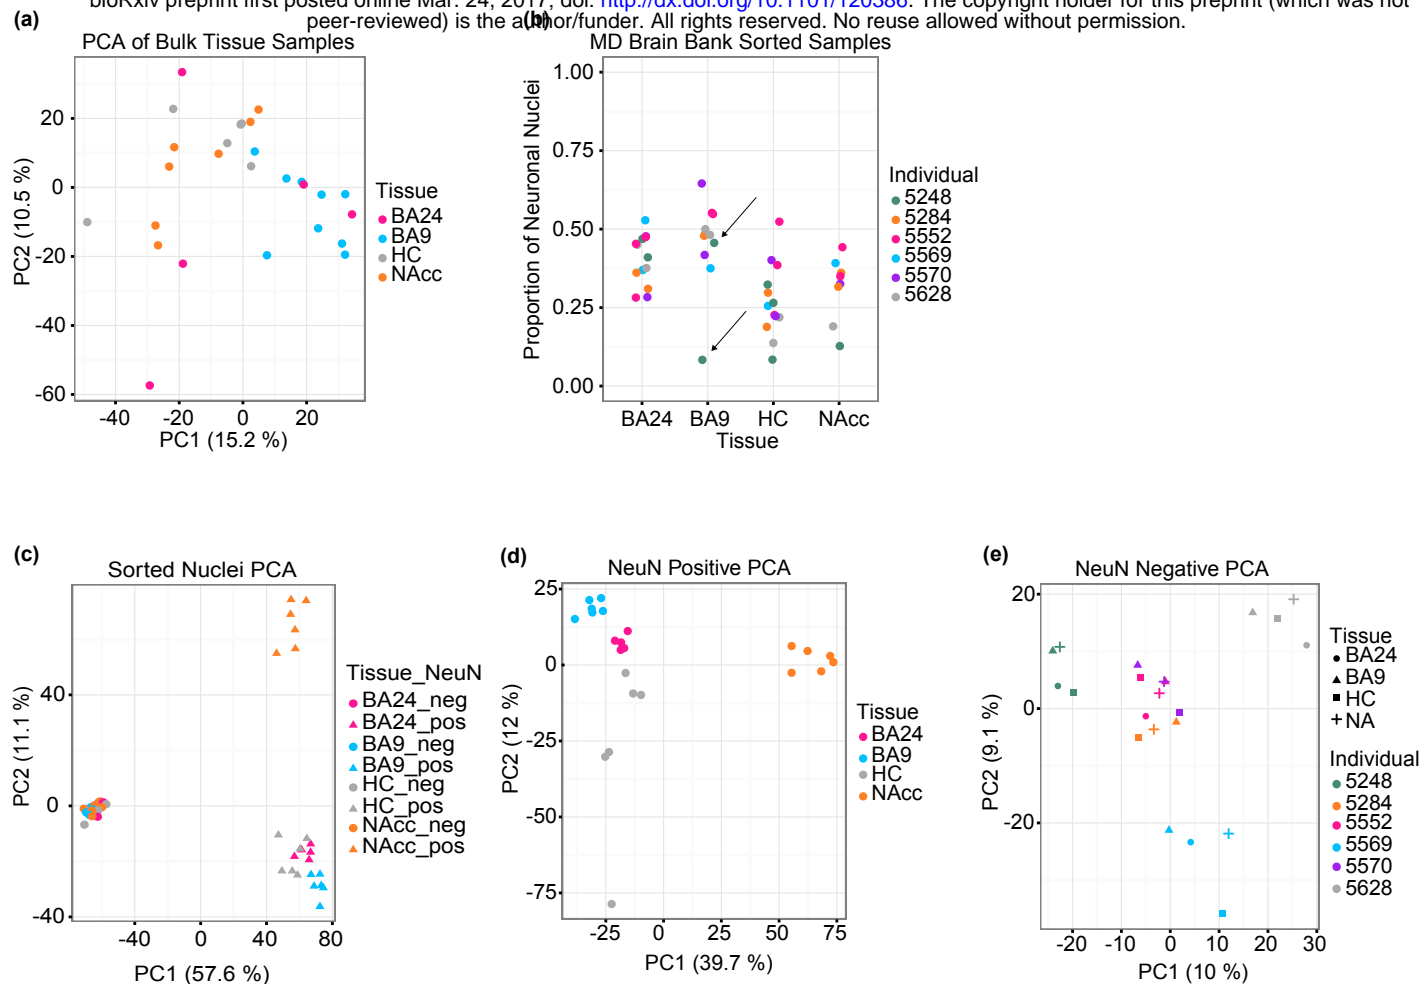 bioRxiv preprint first posted online Mar. 24, 2017; doi: http://dx.doi.org/10.1101/120386. The copyright holder for this preprint (which was not
peer-reviewed) is the author/funder. All rights reserved. No reuse allowed without permission.
(a)
PCA of Bulk Tissue Samples
20
0
-20
-40
-60
PC2 (10.5 %)
-40 -20 0 20
PC1 (15.2 %)
Tissue
BA24
BA9
HC
NAcc
(b)
MD Brain Bank Sorted Samples
1.00
0.75
0.50
0.25
0.00
Proportion of Neuronal Nuclei
BA24 BA9 HC NAcc
Tissue
Individual
5248
5284
5552
5569
5570
5628
(c)
Sorted Nuclei PCA
40
0
-40
PC2 (11.1 %)
-40 0 40 80
PC1 (57.6 %)
Tissue_NeuN
BA24_neg
BA24_pos
BA9_neg
BA9_pos
HC_neg
HC_pos
NAcc_neg
NAcc_pos
(d)
NeuN Positive PCA
25
0
-25
-50
-75
PC2 (12 %)
-25 0 25 50 75
PC1 (39.7 %)
Tissue
BA24
BA9
HC
NAcc
(e)
NeuN Negative PCA
20
0
-20
PC2 (9.1 %)
-20 -10 0 10 20 30
PC1 (10 %)
Tissue
BA24
BA9
HC
NA
Individual
5248
5284
5552
5569
5570
5628